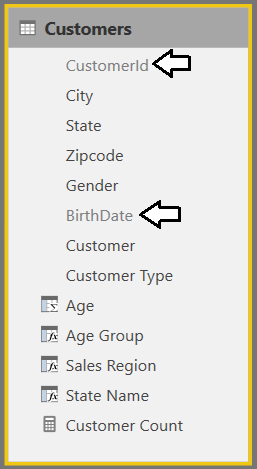 Customers
CustomerId
City
State
Zipcode
Gender
BirthDate
Customer
Customer Type
Age
Age Group
Sales Region
State Name
Customer Count